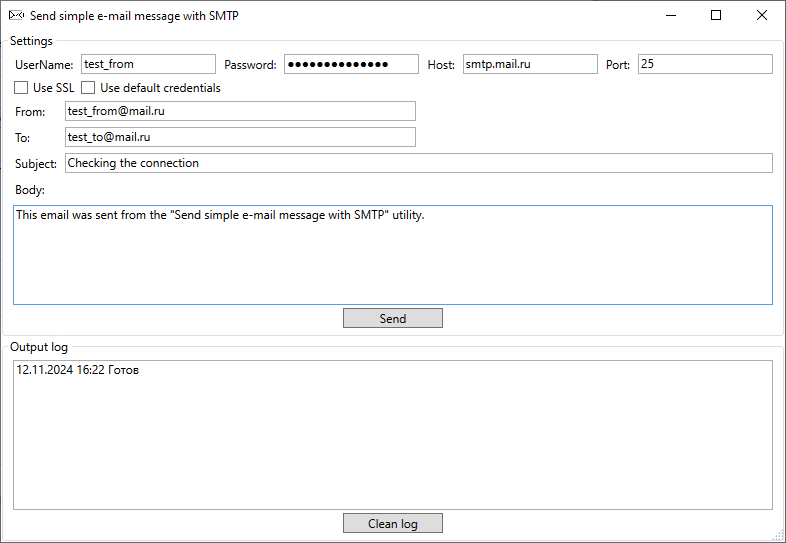 Send simple e-mail message with SMTP
Settings
UserName: test_from Password: ●●●●●●●●●●●●●● Host: smtp.mail.ru Port: 25
Use SSL Use default credentials
From: test_from@mail.ru
To: test_to@mail.ru
Subject: Checking the connection
Body:
This email was sent from the "Send simple e-mail message with SMTP" utility.
Send
Output log
12.11.2024 16:22 Готов
Clean log